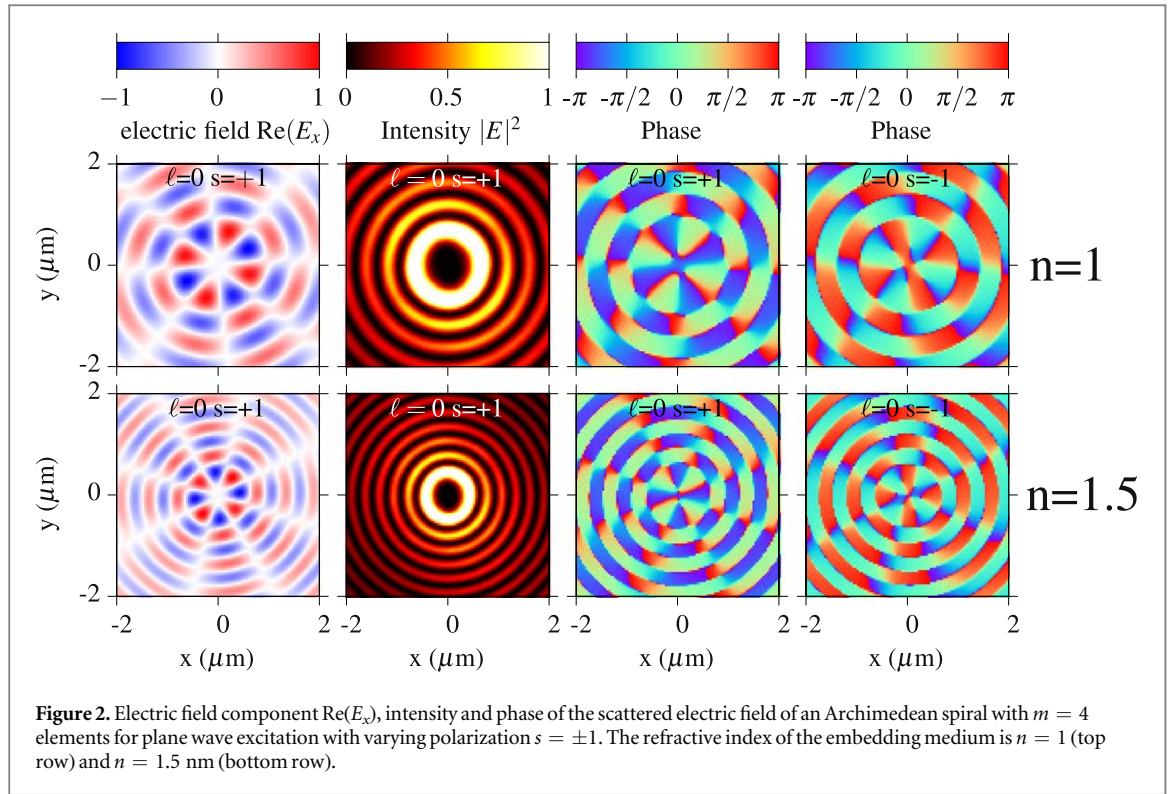 −1 0 1 0 0.5 1 -π -π/2 0 π/2 π -π -π/2 0 π/2 π
electric field Re(Eₓ) Intensity |E|² Phase Phase
2 ℓ=0 s=+1 ℓ = 0 s=+1 ℓ=0 s=+1 ℓ=0 s=-1
y (μm) 0 n=1
-2
2 ℓ=0 s=+1 ℓ = 0 s=+1 ℓ=0 s=+1 ℓ=0 s=-1
y (μm) 0 n=1.5
-2
-2 0 2 -2 0 2 -2 0 2 -2 0 2
x (μm) x (μm) x (μm) x (μm)
Figure 2. Electric field component Re(Eₓ), intensity and phase of the scattered electric field of an Archimedean spiral with m = 4
elements for plane wave excitation with varying polarization s = ±1. The refractive index of the embedding medium is n = 1 (top
row) and n = 1.5 nm (bottom row).